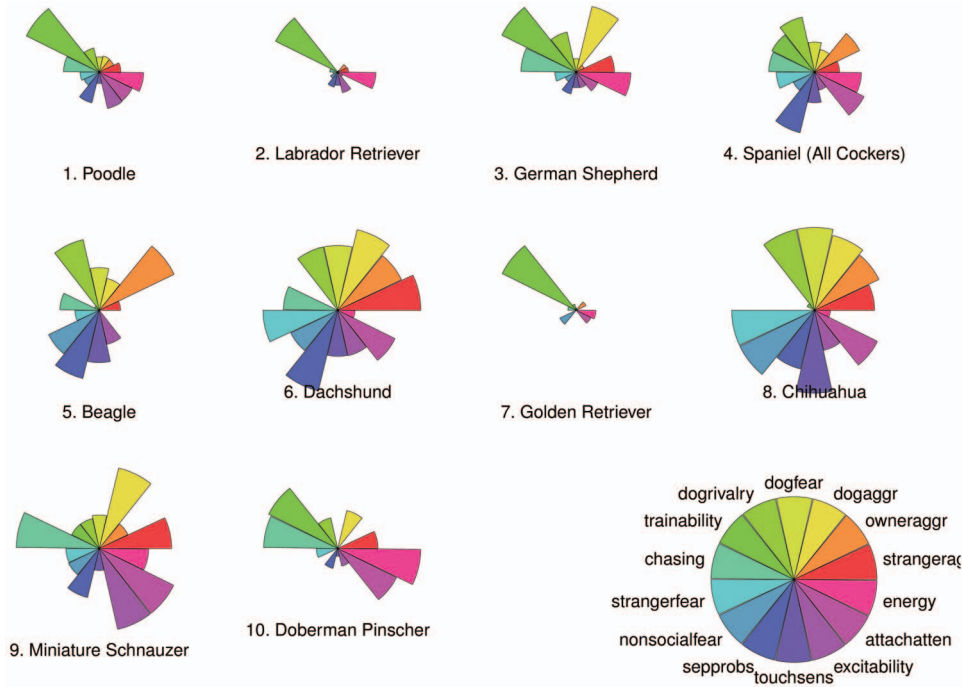 1. Poodle
2. Labrador Retriever
3. German Shepherd
4. Spaniel (All Cockers)
5. Beagle
6. Dachshund
7. Golden Retriever
8. Chihuahua
9. Miniature Schnauzer
10. Doberman Pinscher
dogfear
dogrivalry
dogaggr
trainability
owneraggr
chasing
strangerag
strangerfear
energy
nonsocialfear
attachatten
sepprobs
excitability
touchsens